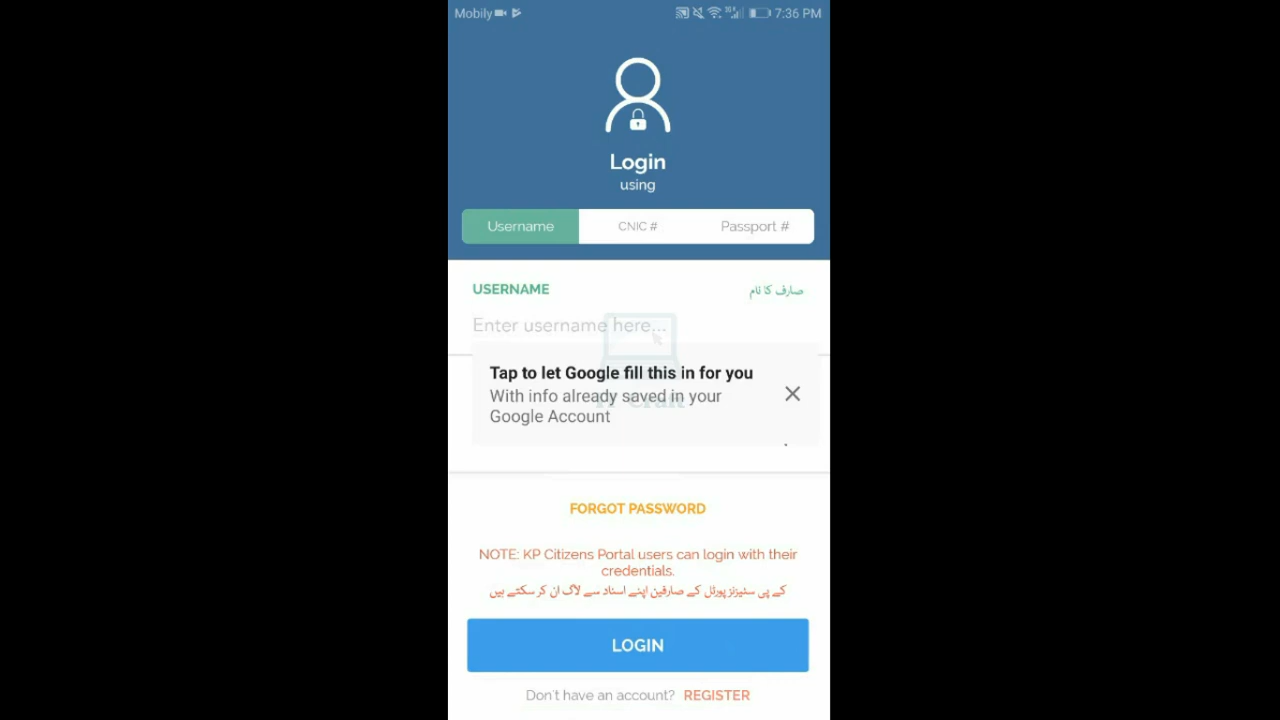 Mobily 7:36 PM
Login
using
Username CNIC # Passport #
USERNAME صارف کا نام
Enter username here...
Tap to let Google fill this in for you
With info already saved in your
Google Account
FORGOT PASSWORD
NOTE: KP Citizens Portal users can login with their
credentials.
کے پی سٹیزنز پورٹل کے صارفین اپنے اسناد سے لاگ ان کر سکتے ہیں
LOGIN
Don't have an account? REGISTER